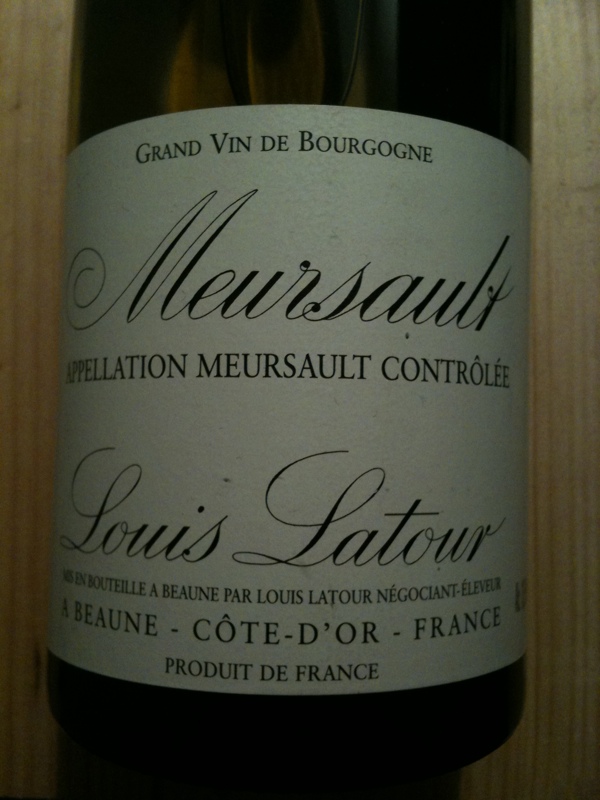 GRAND VIN DE BOURGOGNE
Meursault
APPELLATION MEURSAULT CONTRÔLÉE
Louis Latour
MIS EN BOUTEILLE A BEAUNE PAR LOUIS LATOUR NÉGOCIANT-ÉLEVEUR
A BEAUNE - CÔTE-D'OR - FRANCE
PRODUIT DE FRANCE